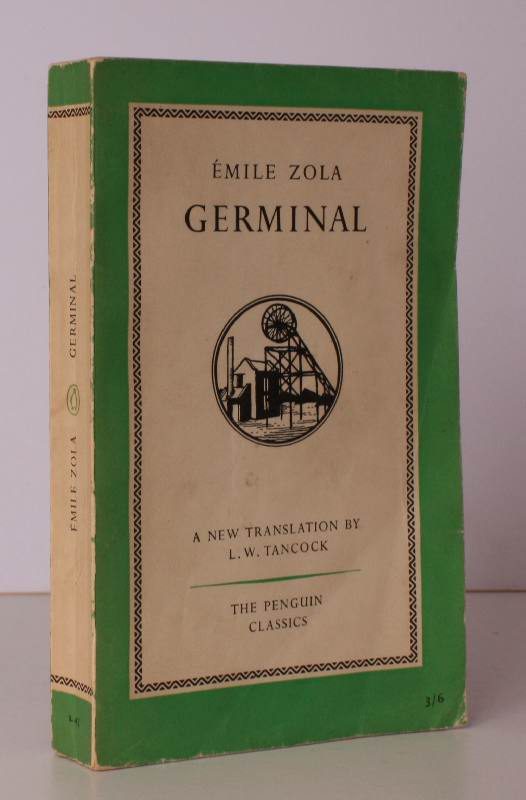 ÉMILE ZOLA
GERMINAL
A NEW TRANSLATION BY
L. W. TANCOCK
THE PENGUIN
CLASSICS
3/6
ÉMILE ZOLA
GERMINAL